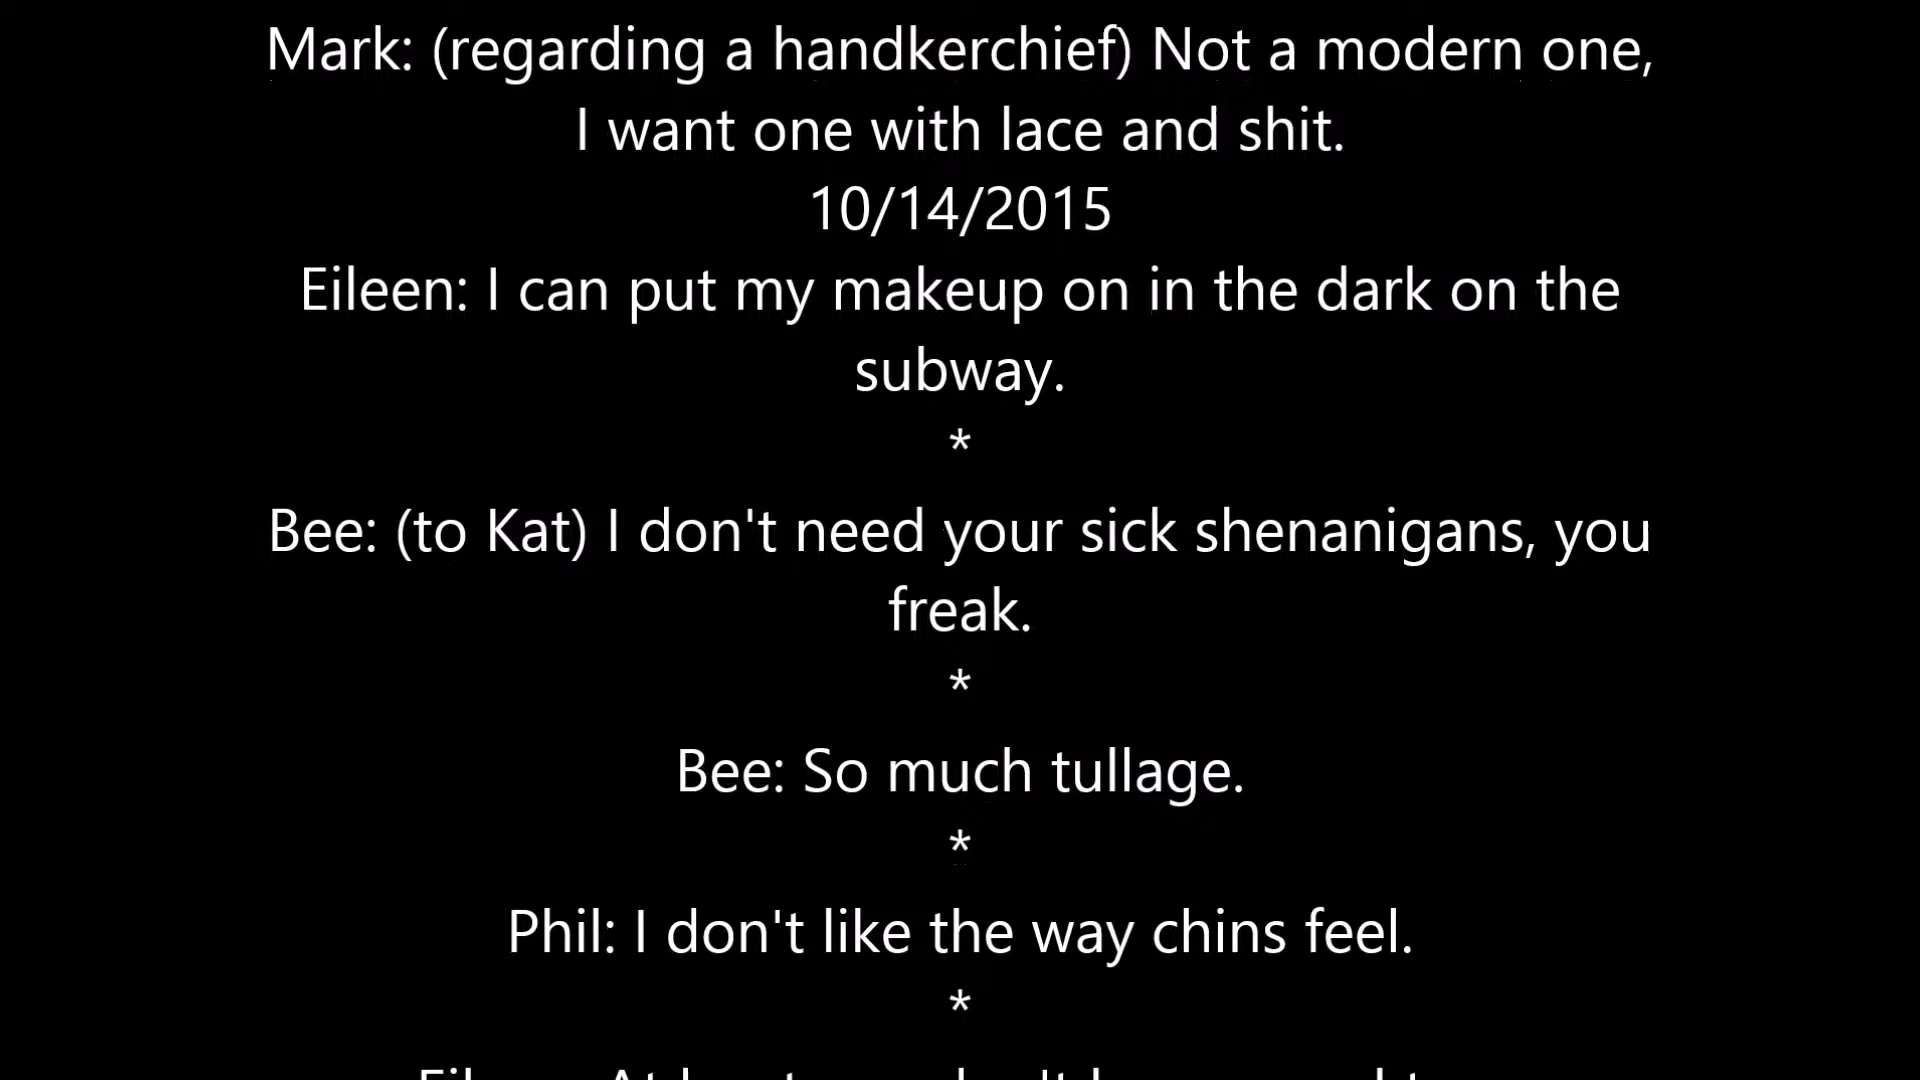 Mark: (regarding a handkerchief) Not a modern one,
I want one with lace and shit.
10/14/2015
Eileen: I can put my makeup on in the dark on the
subway.
*
Bee: (to Kat) I don't need your sick shenanigans, you
freak.
*
Bee: So much tullage.
*
Phil: I don't like the way chins feel.
*